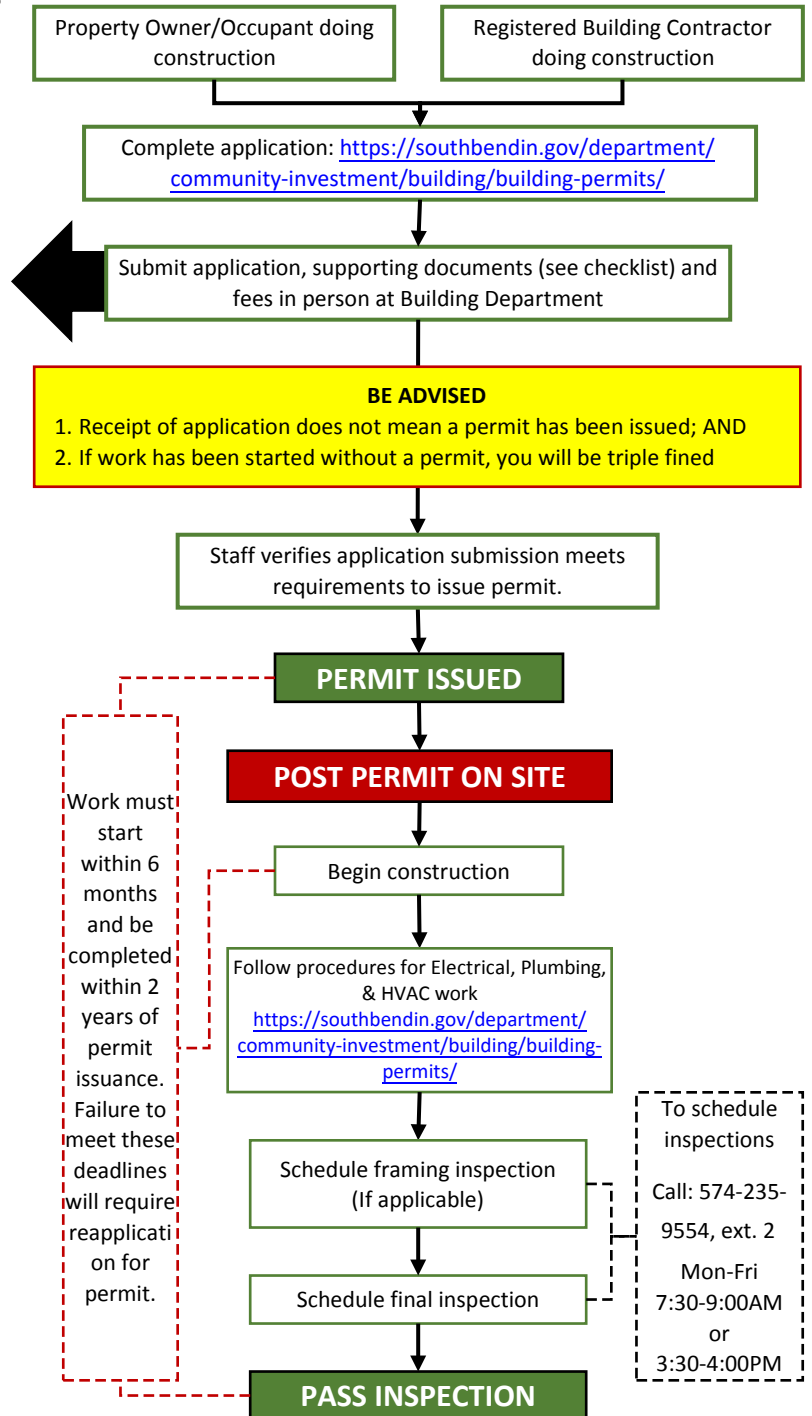 Property Owner/Occupant doing
construction
Registered Building Contractor
doing construction
Complete application: https://southbendin.gov/department/
community-investment/building/building-permits/
Submit application, supporting documents (see checklist) and
fees in person at Building Department
BE ADVISED
1. Receipt of application does not mean a permit has been issued; AND
2. If work has been started without a permit, you will be triple fined
Staff verifies application submission meets
requirements to issue permit.
PERMIT ISSUED
POST PERMIT ON SITE
Work must
start
within 6
months
and be
completed
within 2
years of
permit
issuance.
Failure to
meet these
deadlines
will require
reapplicati
on for
permit.
Begin construction
Follow procedures for Electrical, Plumbing,
& HVAC work
https://southbendin.gov/department/
community-investment/building/building-
permits/
Schedule framing inspection
(If applicable)
Schedule final inspection
To schedule
inspections
Call: 574-235-
9554, ext. 2
Mon-Fri
7:30-9:00AM
or
3:30-4:00PM
PASS INSPECTION